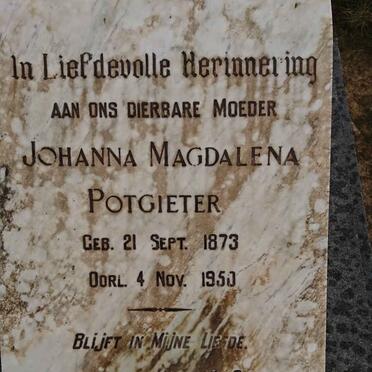 In Liefdevolle Herinnering
AAN ONS DIERBARE MOEDER
JOHANNA MAGDALENA
POTGIETER
GEB. 21 SEPT. 1873
OORL. 4 NOV. 1950
BLIJFT IN MIJNE LIEFDE.